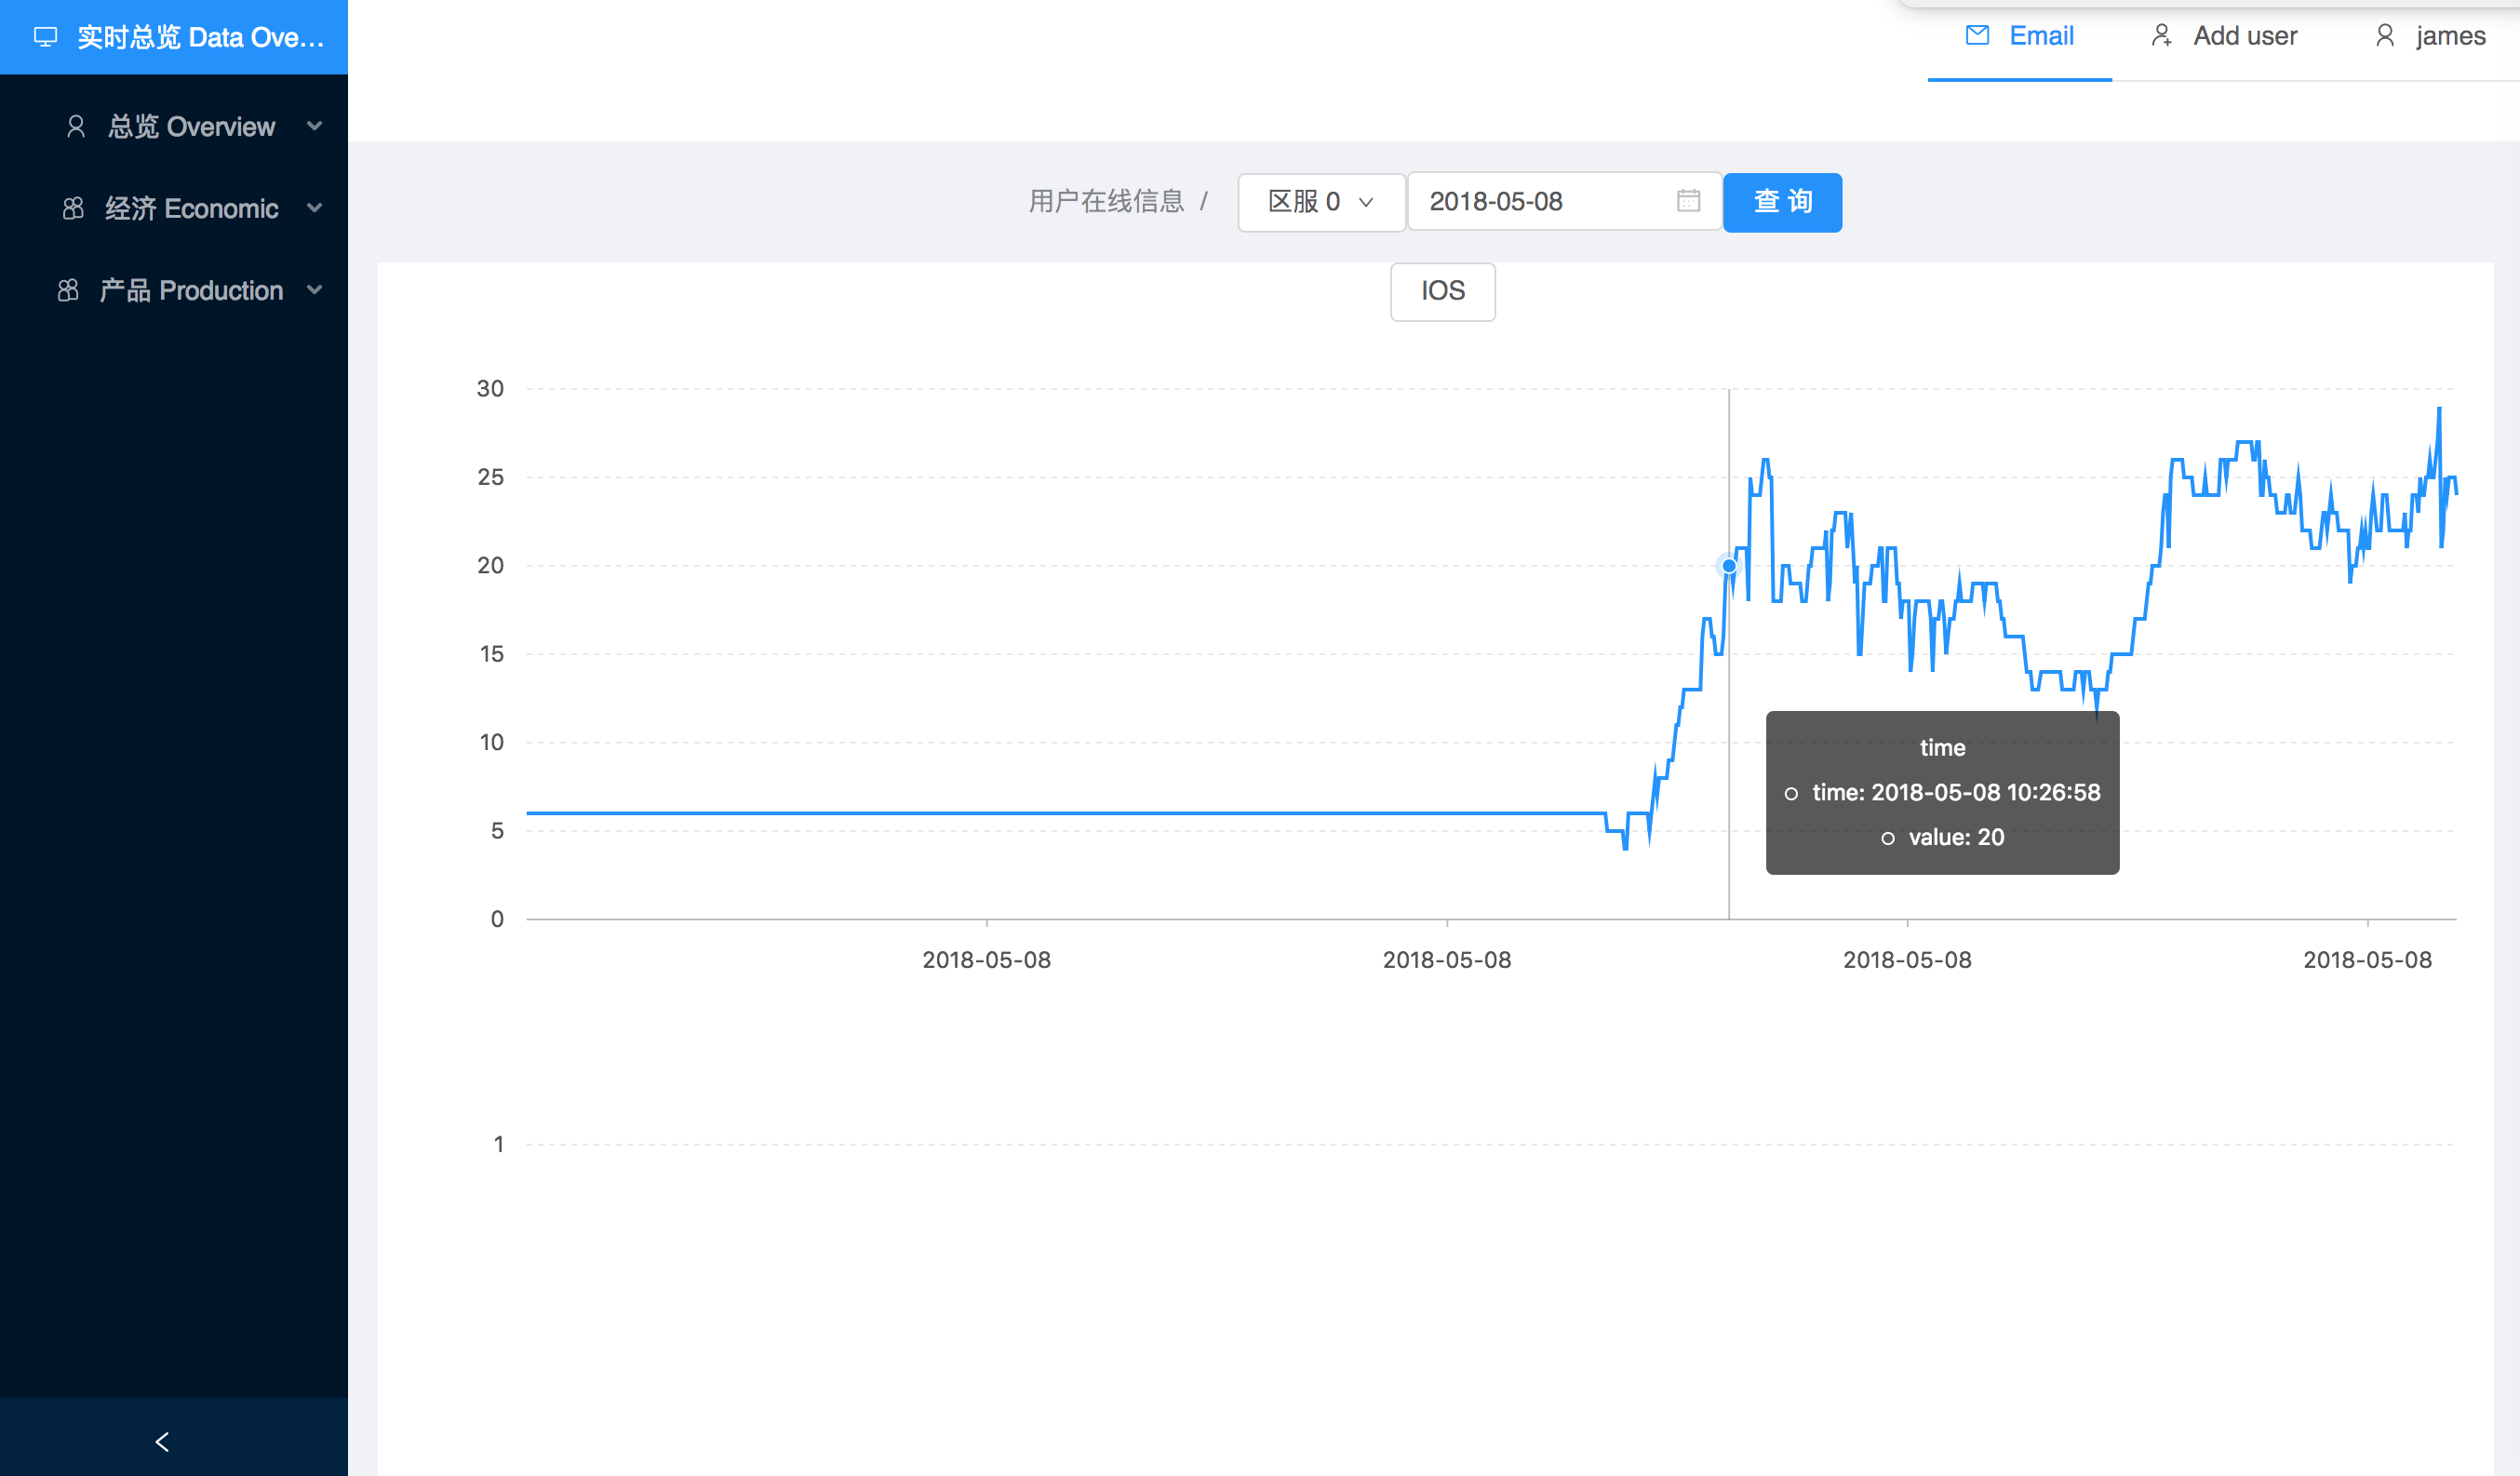 实时总览 Data Ove...
总览 Overview
经济 Economic
产品 Production
Email
Add user
james
用户在线信息 /
区服 0
2018-05-08
查 询
IOS
30
25
20
15
10
5
0
time
time: 2018-05-08 10:26:58
value: 20
2018-05-08
2018-05-08
2018-05-08
2018-05-08
1